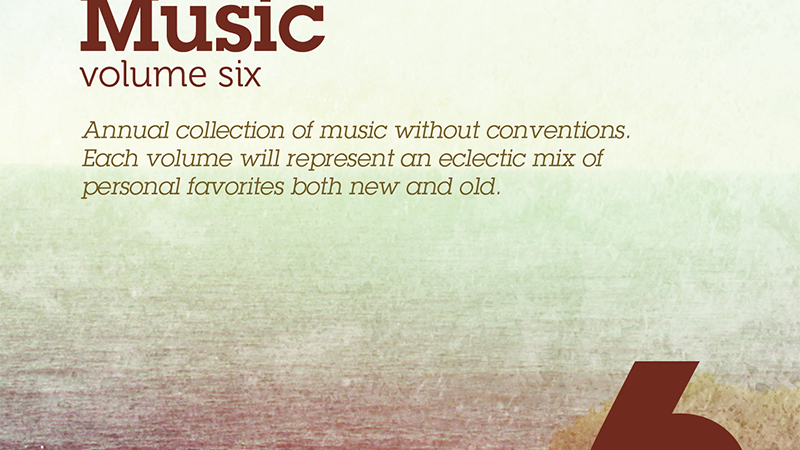 Music
volume six
Annual collection of music without conventions.
Each volume will represent an eclectic mix of
personal favorites both new and old.
6